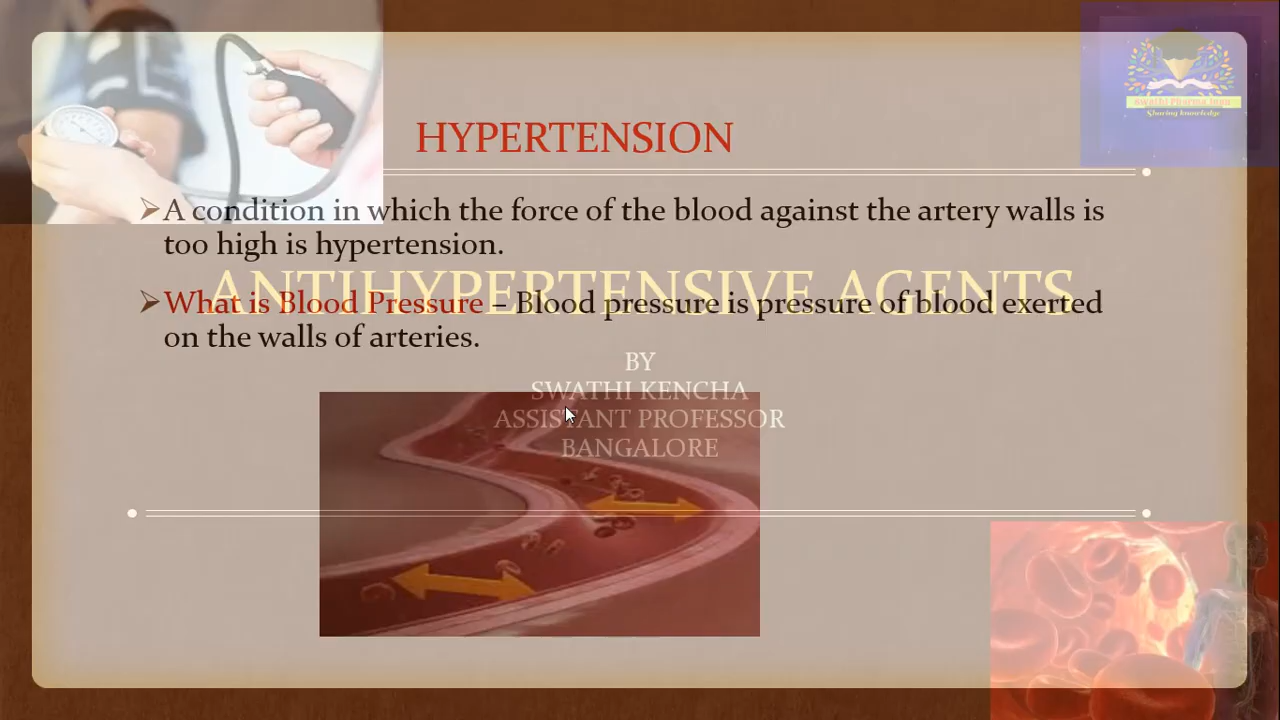 Swathi Pharma Inpu
Sharing knowledge
HYPERTENSION
A condition in which the force of the blood against the artery walls is
too high is hypertension.
ANTIHYPERTENSIVE AGENTS
What is Blood Pressure – Blood pressure is pressure of blood exerted
on the walls of arteries.
BY
SWATHI KENCHA
ASSISTANT PROFESSOR
BANGALORE